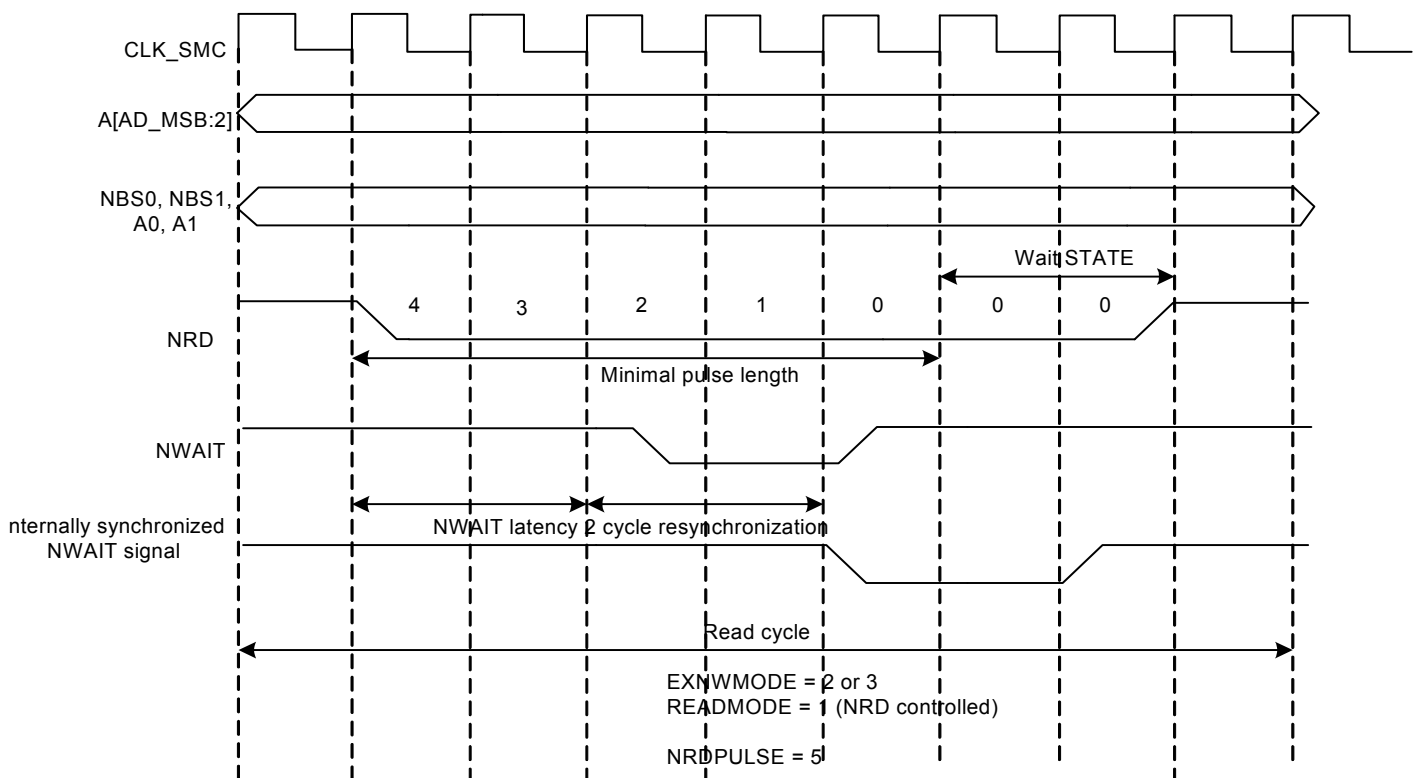 CLK_SMC
A[AD_MSB:2]
NBS0, NBS1,
A0, A1
Wait STATE
4 3 2 1 0 0 0
NRD
Minimal pulse length
NWAIT
NWAIT latency 2 cycle resynchronization
nternally synchronized
NWAIT signal
Read cycle
EXNWMODE = 2 or 3
READMODE = 1 (NRD controlled)
NRDPULSE = 5